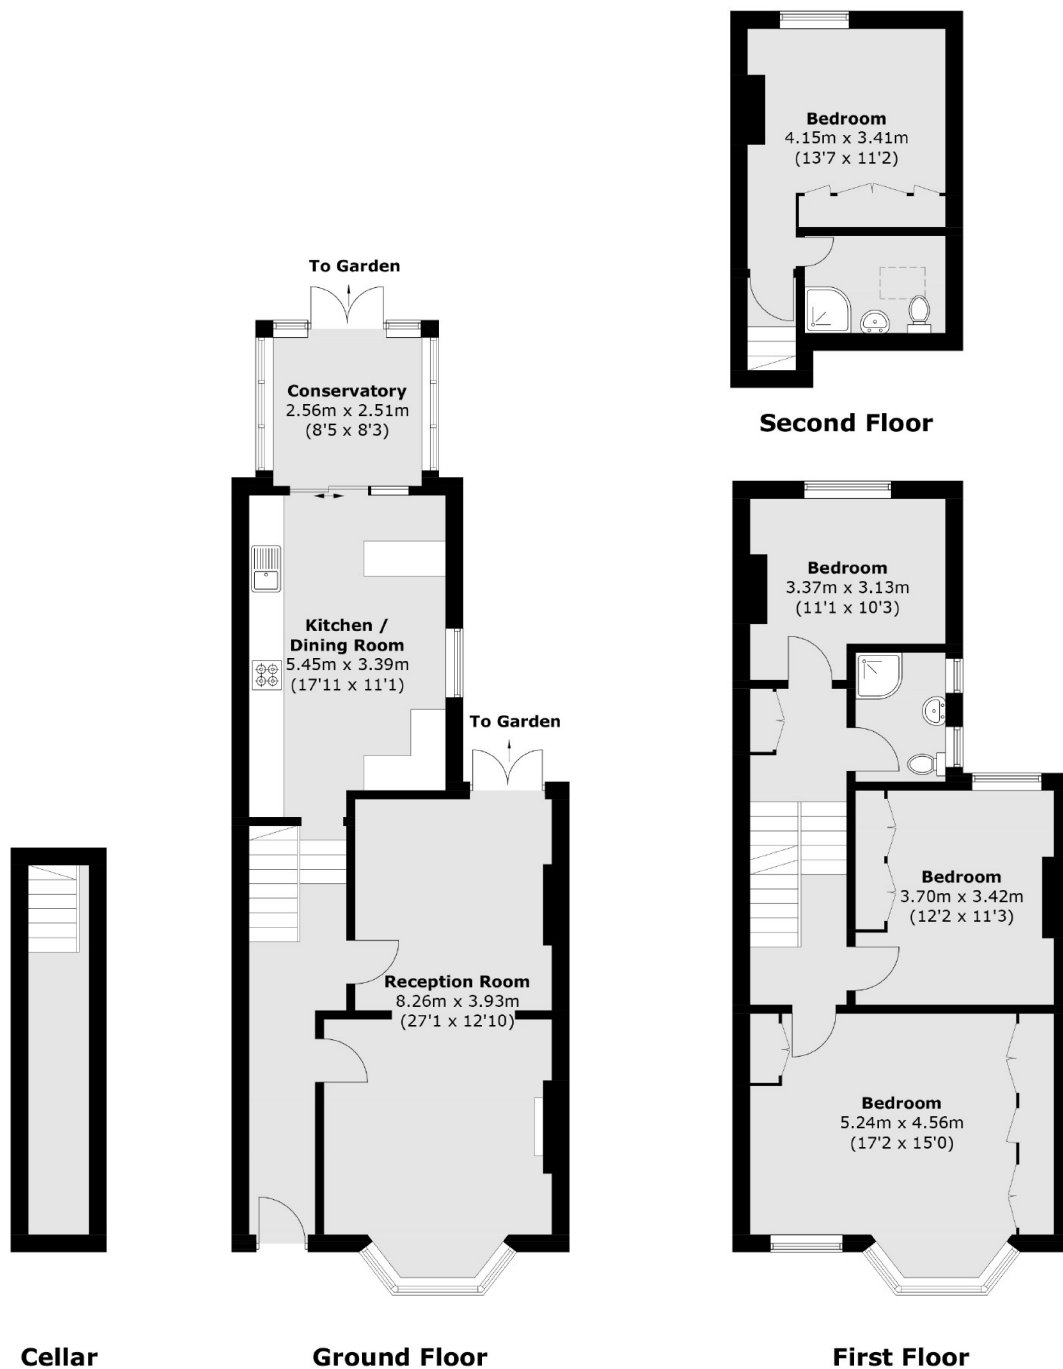 Bedroom
4.15m x 3.41m
(13'7 x 11'2)
Second Floor
To Garden
Conservatory
2.56m x 2.51m
(8'5 x 8'3)
Kitchen /
Dining Room
5.45m x 3.39m
(17'11 x 11'1)
To Garden
Reception Room
8.26m x 3.93m
(27'1 x 12'10)
Bedroom
3.37m x 3.13m
(11'1 x 10'3)
Bedroom
3.70m x 3.42m
(12'2 x 11'3)
Bedroom
5.24m x 4.56m
(17'2 x 15'0)
Cellar
Ground Floor
First Floor